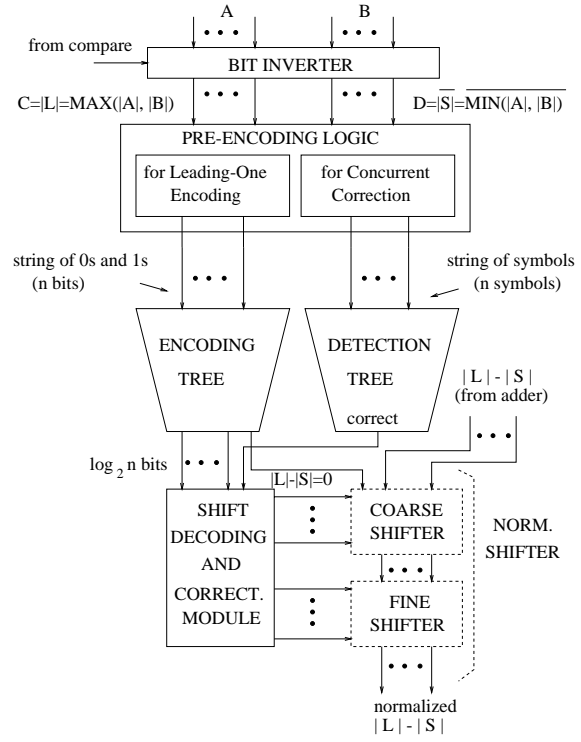 A B
from compare
BIT INVERTER
C=|L|=MAX(|A|, |B|)
D=|S|=MIN(|A|, |B|)
PRE-ENCODING LOGIC
for Leading-One
Encoding
for Concurrent
Correction
string of 0s and 1s
(n bits)
string of symbols
(n symbols)
ENCODING
TREE
DETECTION
TREE
correct
| L | - | S |
(from adder)
log 2 n bits
|L|-|S|=0
SHIFT
DECODING
AND
CORRECT.
MODULE
COARSE
SHIFTER
NORM.
SHIFTER
FINE
SHIFTER
normalized
| L | - | S |